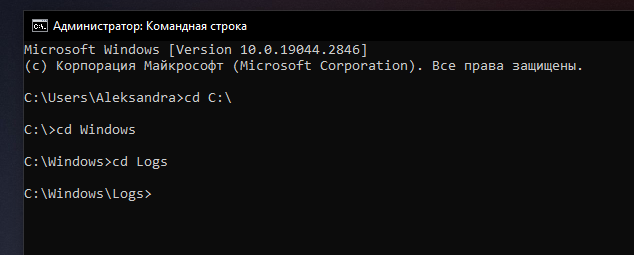 Администратор: Командная строка
Microsoft Windows [Version 10.0.19044.2846]
(c) Корпорация Майкрософт (Microsoft Corporation). Все права защищены.
C:\Users\Aleksandra>cd C:\
C:\>cd Windows
C:\Windows>cd Logs
C:\Windows\Logs>